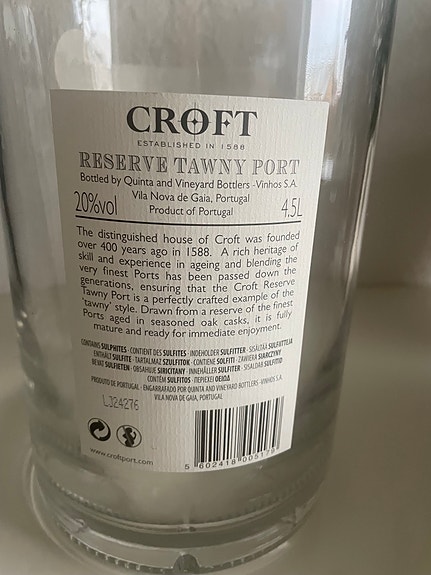 CROFT
ESTABLISHED IN 1588
RESERVE TAWNY PORT
Bottled by Quinta and Vineyard Bottlers -Vinhos S.A.
Vila Nova de Gaia, Portugal
20%vol Product of Portugal 4.5L
The distinguished house of Croft was founded
over 400 years ago in 1588. A rich heritage of
skill and experience in ageing and blending the
very finest Ports has been passed down the
generations, ensuring that the Croft Reserve
Tawny Port is a perfectly crafted example of the
'tawny' style. Drawn from a reserve of the finest
Ports aged in seasoned oak casks, it is fully
mature and ready for immediate enjoyment.
CONTAINS SULPHITES · CONTIENT DES SULFITES · INDEHOLDER SULFITTER · SISÄLTÄÄ SULFIITTEJA
ENTHÄLT SULFITE · TARTALMAZ SZULFITOK · CONTIENE SOLFITI · ZAWIERA SIARCZYNY
BEVAT SULFIETEN · OBSAHUJE SIRICITANY · INNEHÅLLER SULFITER · SISALDAB SULFITID
CONTÉM SULFITOS · ΠΕΡΙΕΧΕΙ ΘΕΙΩΔΗ
PRODUTO DE PORTUGAL · ENGARRAFADO POR QUINTA AND VINEYARD BOTTLERS -VINHOS S.A.
VILA NOVA DE GAIA, PORTUGAL
L324276
www.croftport.com
5 602418 00517